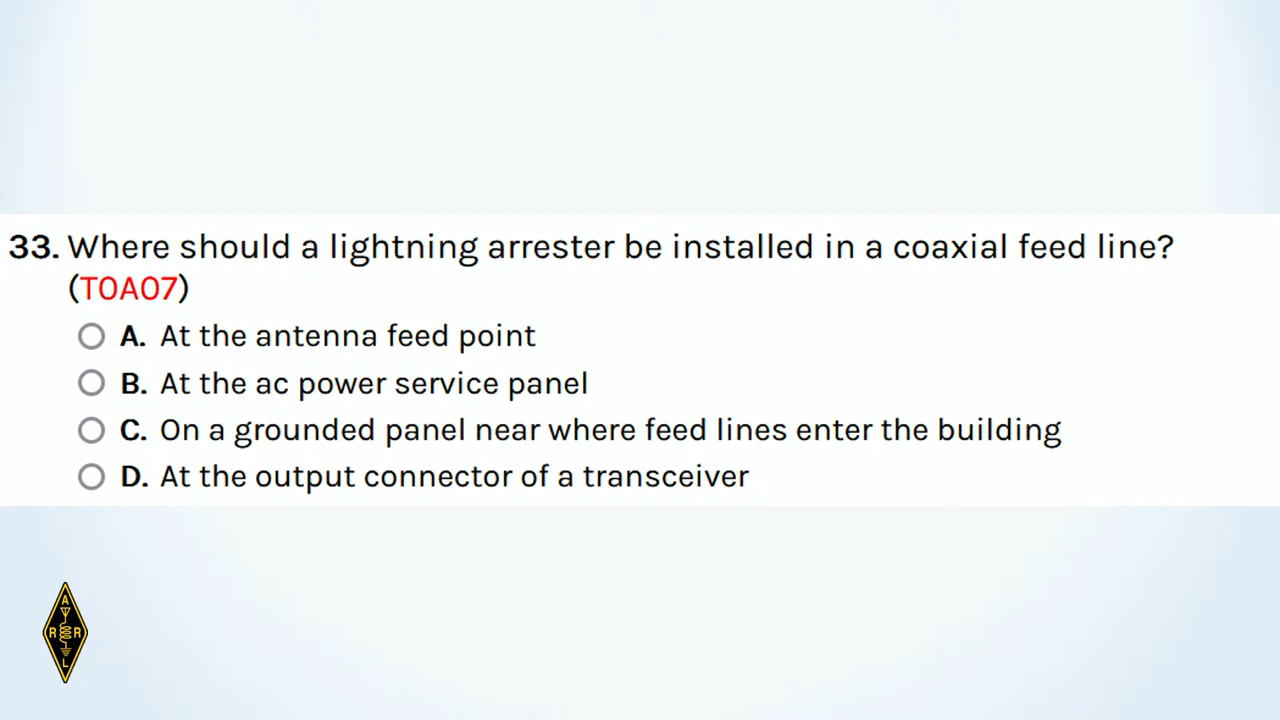 33. Where should a lightning arrester be installed in a coaxial feed line?
(T0A07)
A. At the antenna feed point
B. At the ac power service panel
C. On a grounded panel near where feed lines enter the building
D. At the output connector of a transceiver
A
R R
L